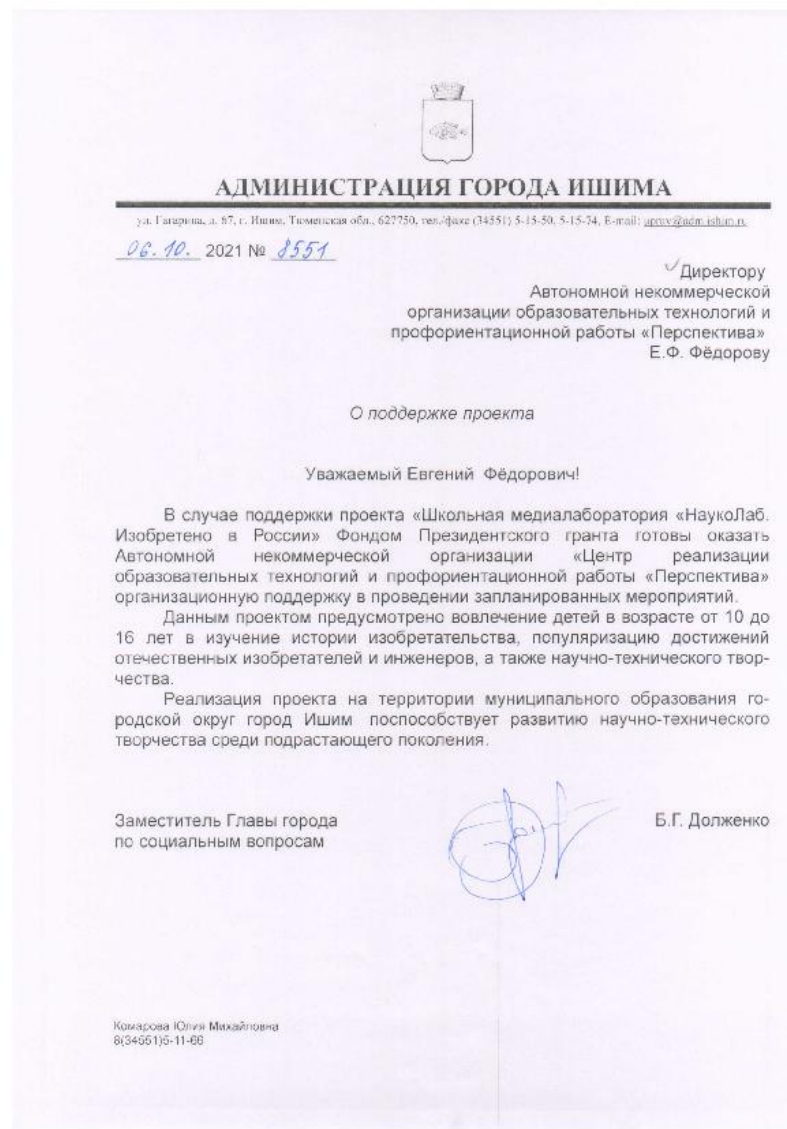 АДМИНИСТРАЦИЯ ГОРОДА ИШИМА
ул. Гагарина, д. 67, г. Ишим, Тюменская обл., 627750, тел./факс (34551) 5-15-50, 5-15-74, E-mail: upruv@adm.ishim.ru
06.10. 2021 № 8551
Директору
Автономной некоммерческой
организации образовательных технологий и
профориентационной работы «Перспектива»
Е.Ф. Фёдорову
О поддержке проекта
Уважаемый Евгений Фёдорович!
В случае поддержки проекта «Школьная медиалаборатория «НаукоЛаб.
Изобретено в России» Фондом Президентского гранта готовы оказать
Автономной некоммерческой организации «Центр реализации
образовательных технологий и профориентационной работы «Перспектива»
организационную поддержку в проведении запланированных мероприятий.
Данным проектом предусмотрено вовлечение детей в возрасте от 10 до
16 лет в изучение истории изобретательства, популяризацию достижений
отечественных изобретателей и инженеров, а также научно-технического твор-
чества.
Реализация проекта на территории муниципального образования го-
родской округ город Ишим поспособствует развитию научно-технического
творчества среди подрастающего поколения.
Заместитель Главы города
по социальным вопросам
Б.Г. Долженко
Комарова Юлия Михайловна
8(34551)5-11-66